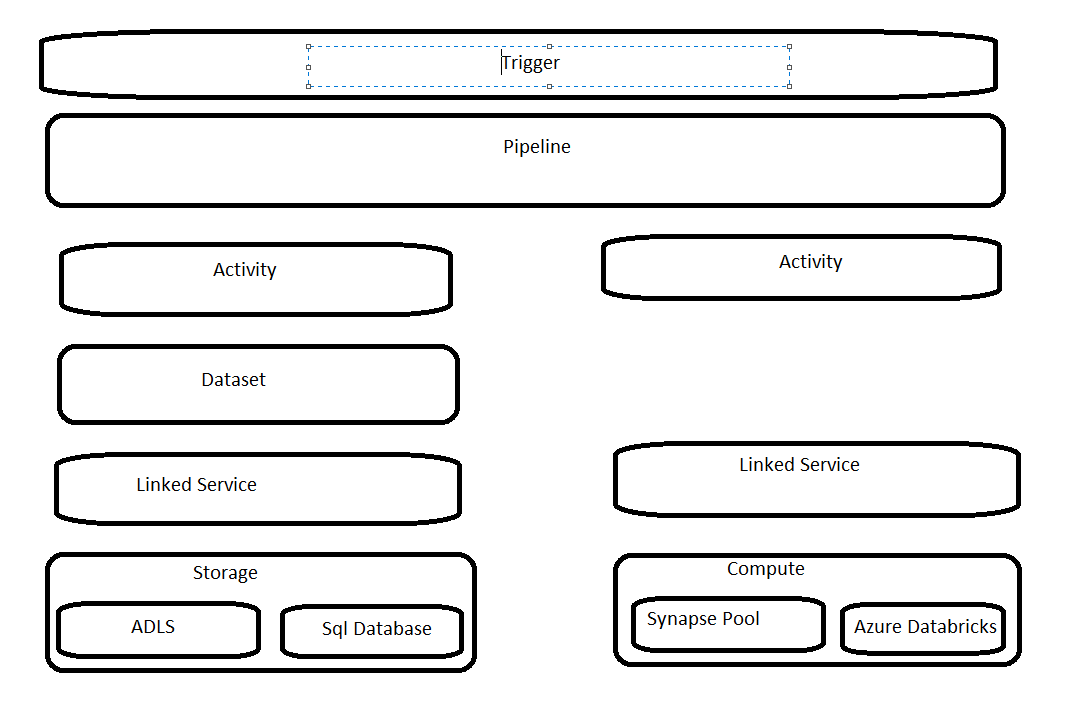 Trigger
Pipeline
Activity
Activity
Dataset
Linked Service
Linked Service
Storage
Compute
ADLS
Sql Database
Synapse Pool
Azure Databricks